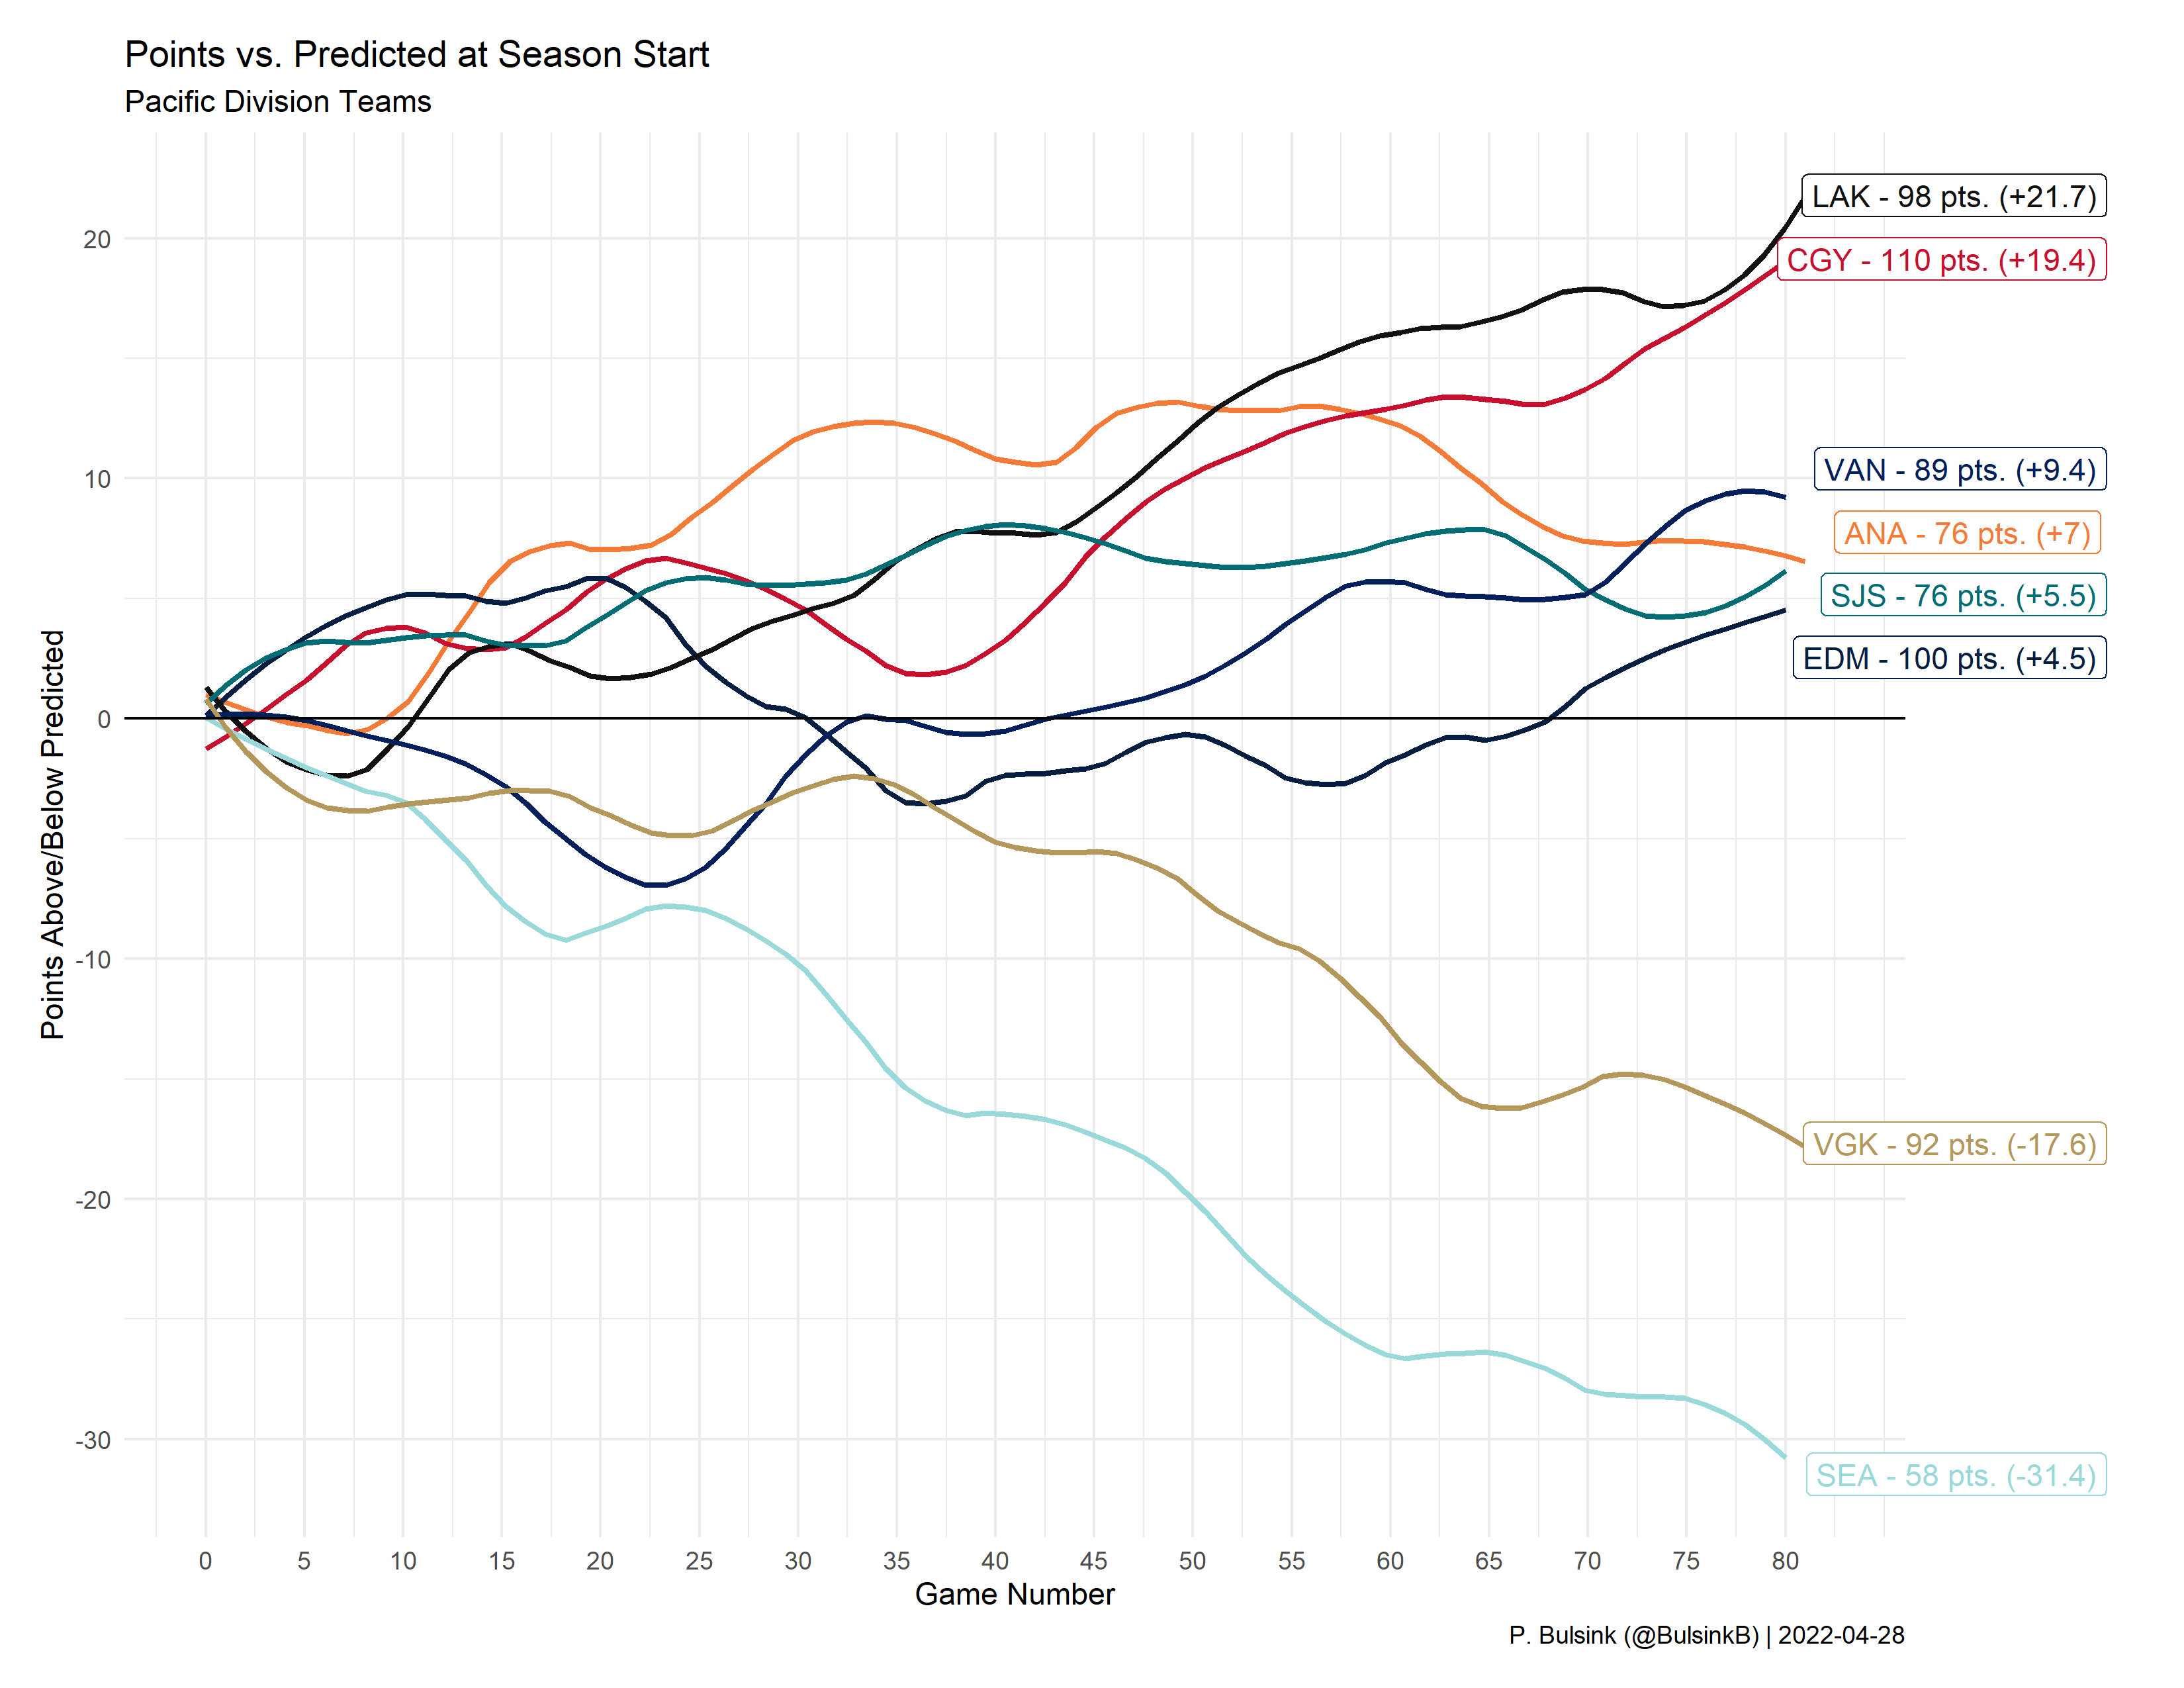 Points vs. Predicted at Season Start
Pacific Division Teams
Points Above/Below Predicted
20
10
0
-10
-20
-30
LAK - 98 pts. (+21.7)
CGY - 110 pts. (+19.4)
VAN - 89 pts. (+9.4)
ANA - 76 pts. (+7)
SJS - 76 pts. (+5.5)
EDM - 100 pts. (+4.5)
VGK - 92 pts. (-17.6)
SEA - 58 pts. (-31.4)
0 5 10 15 20 25 30 35 40 45 50 55 60 65 70 75 80
Game Number
P. Bulsink (@BulsinkB) | 2022-04-28